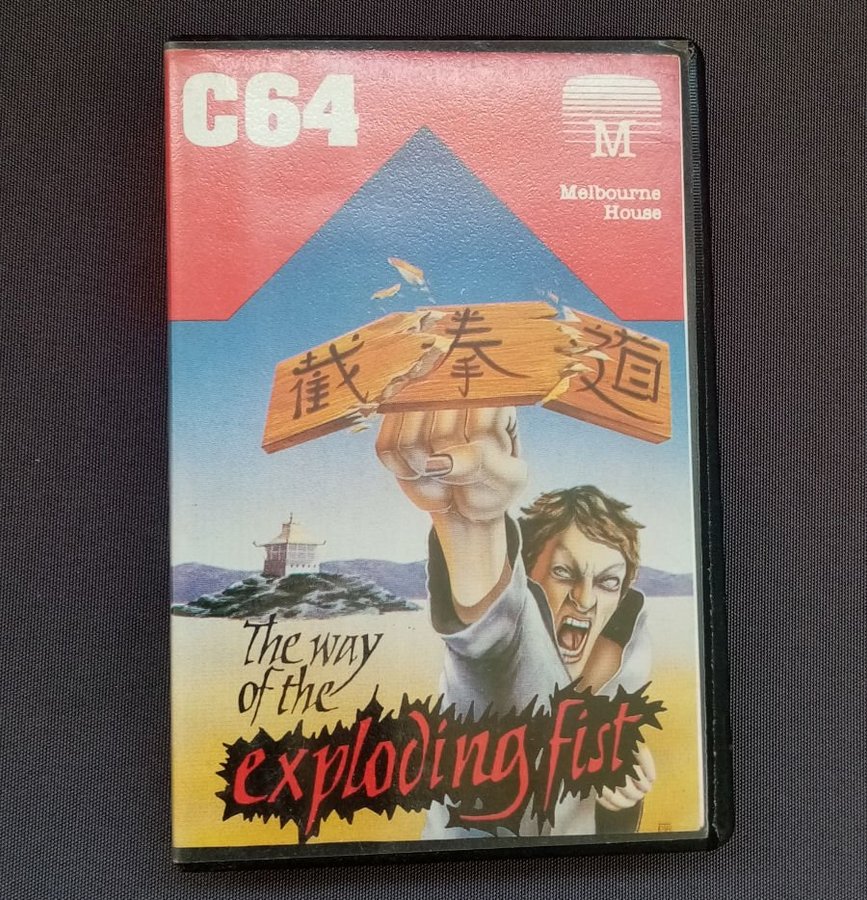 C64
M
Melbourne
House
截拳道
The way
of the
exploding fist